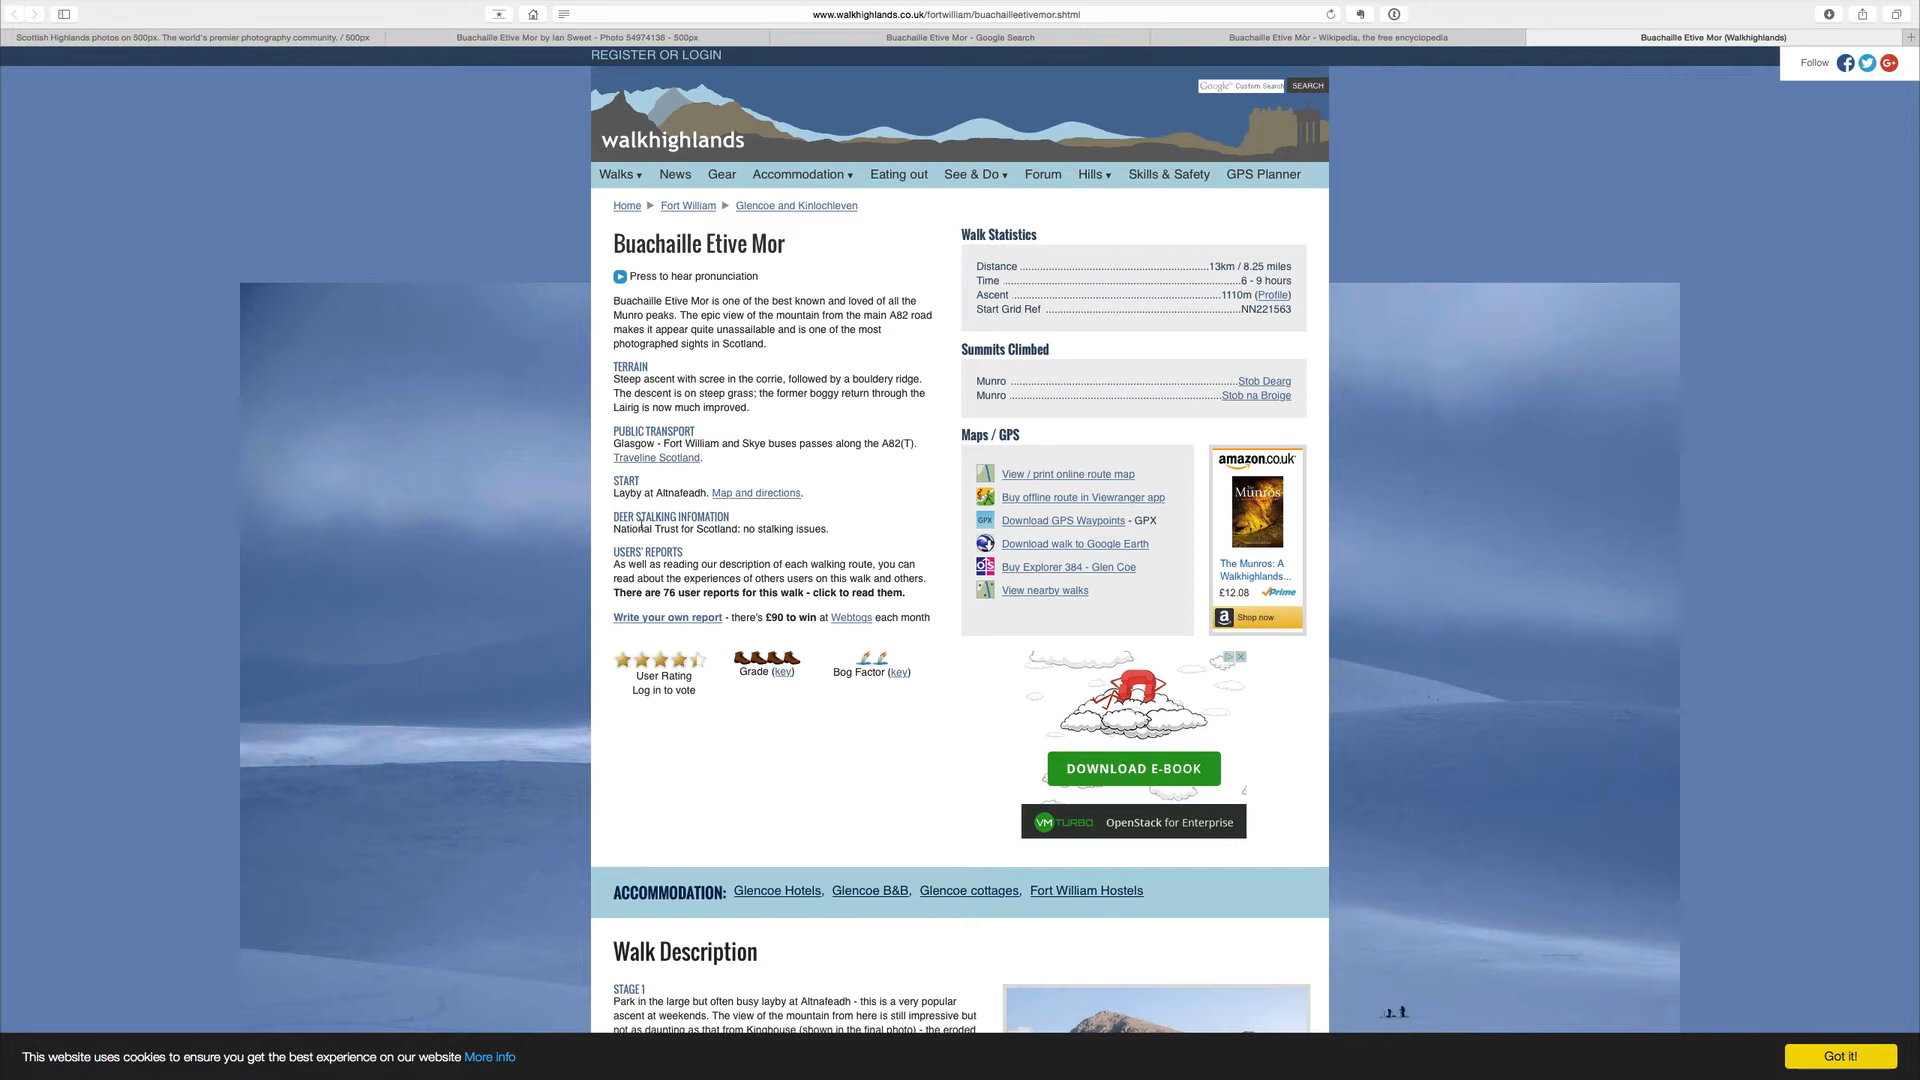 www.walkhighlands.co.uk/fortwilliam/buachailleetivemor.shtml
Scottish Highlands photos on 500px. The world's premier photography community. / 500px
Buachaille Etive Mor by Ian Sweet - Photo 54974136 - 500px
Buachaille Etive Mor - Google Search
Buachaille Etive Mòr - Wikipedia, the free encyclopedia
Buachaille Etive Mor (Walkhighlands)
REGISTER OR LOGIN
Follow
Google™ Custom Search
SEARCH
walkhighlands
Walks ▾ News Gear Accommodation ▾ Eating out See & Do ▾ Forum Hills ▾ Skills & Safety GPS Planner
Home ▶ Fort William ▶ Glencoe and Kinlochleven
Buachaille Etive Mor
Press to hear pronunciation
Buachaille Etive Mor is one of the best known and loved of all the
Munro peaks. The epic view of the mountain from the main A82 road
makes it appear quite unassailable and is one of the most
photographed sights in Scotland.
TERRAIN
Steep ascent with scree in the corrie, followed by a bouldery ridge.
The descent is on steep grass; the former boggy return through the
Lairig is now much improved.
PUBLIC TRANSPORT
Glasgow - Fort William and Skye buses passes along the A82(T).
Traveline Scotland.
START
Layby at Altnafeadh. Map and directions.
DEER STALKING INFOMATION
National Trust for Scotland: no stalking issues.
USERS' REPORTS
As well as reading our description of each walking route, you can
read about the experiences of others users on this walk and others.
There are 76 user reports for this walk - click to read them.
Write your own report - there's £90 to win at Webtogs each month
User Rating
Log in to vote
Grade (key)
Bog Factor (key)
Walk Statistics
Distance ........ 13km / 8.25 miles
Time ........ 6 - 9 hours
Ascent ........ 1110m (Profile)
Start Grid Ref ........ NN221563
Summits Climbed
Munro ........ Stob Dearg
Munro ........ Stob na Broige
Maps / GPS
View / print online route map
Buy offline route in Viewranger app
GPX Download GPS Waypoints - GPX
Download walk to Google Earth
os Buy Explorer 384 - Glen Coe
View nearby walks
amazon.co.uk
The Munros
The Munros: A
Walkhighlands...
£12.08 Prime
a Shop now
DOWNLOAD E-BOOK
VMTURBO OpenStack for Enterprise
ACCOMMODATION: Glencoe Hotels, Glencoe B&B, Glencoe cottages, Fort William Hostels
Walk Description
STAGE 1
Park in the large but often busy layby at Altnafeadh - this is a very popular
ascent at weekends. The view of the mountain from here is still impressive but
not as daunting as that from Kinghouse (shown in the final photo) - the eroded
This website uses cookies to ensure you get the best experience on our website More info
Got it!